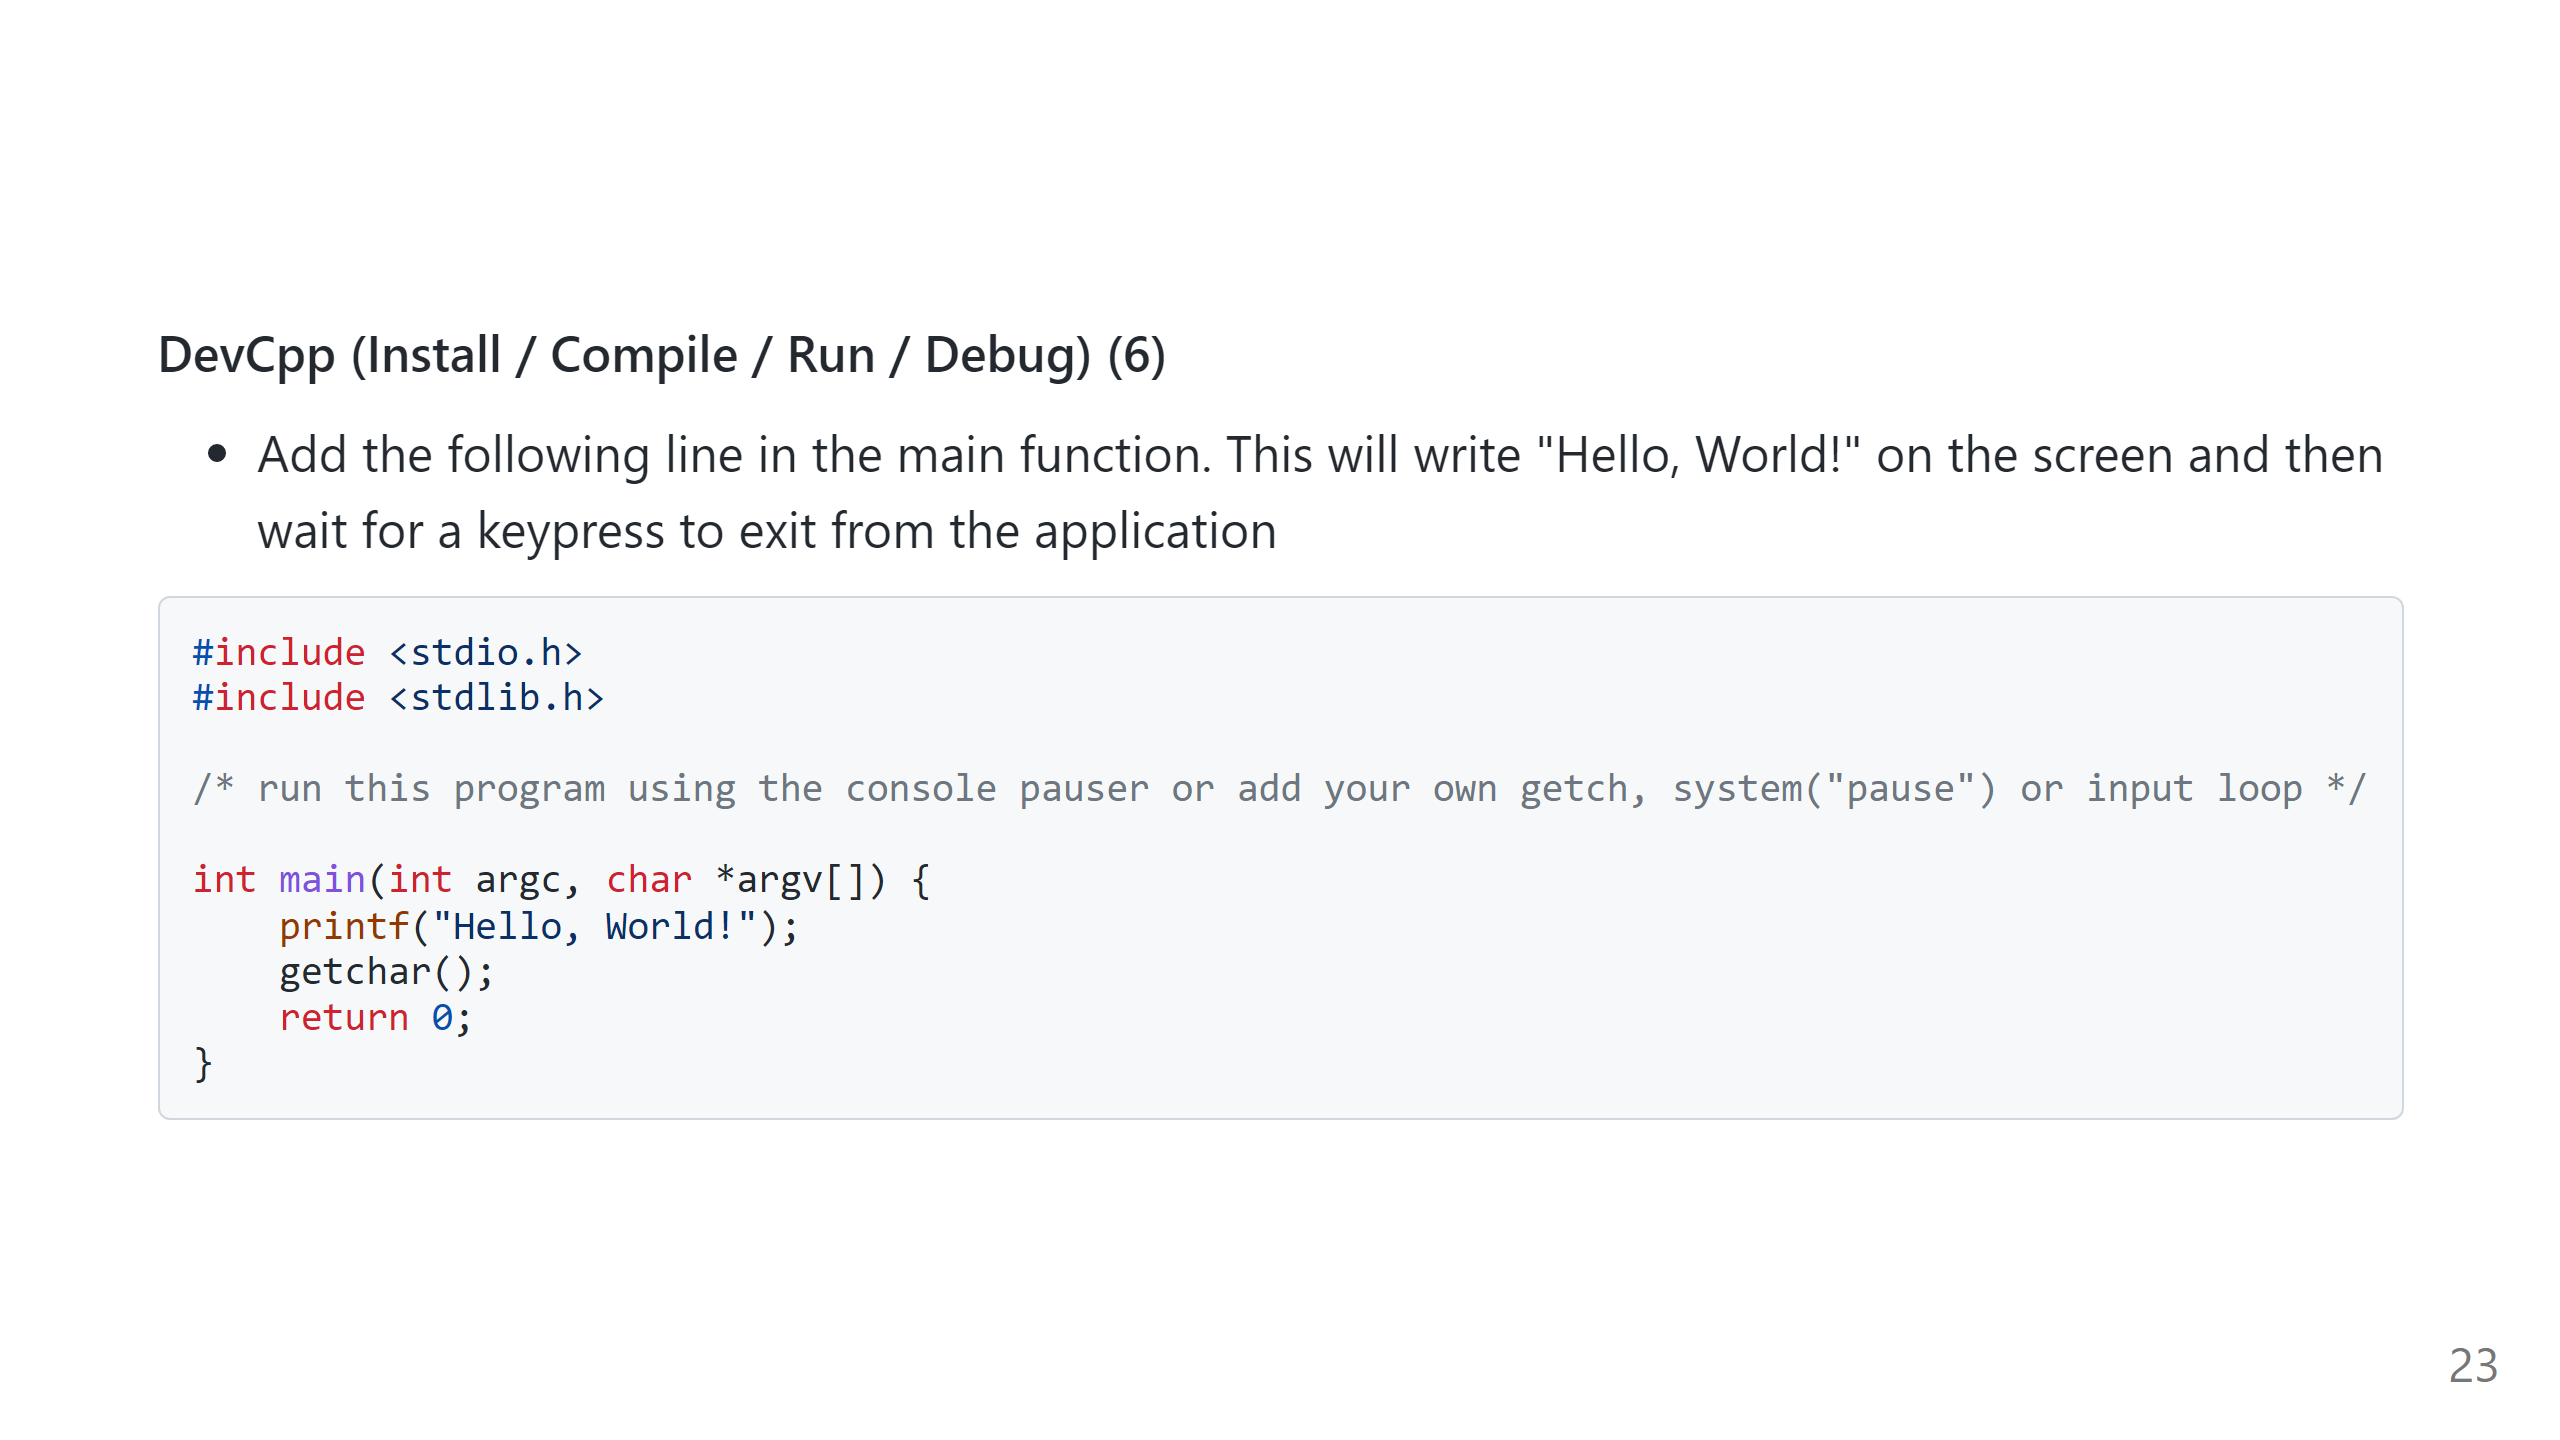 DevCpp (Install / Compile / Run / Debug) (6)
• Add the following line in the main function. This will write "Hello, World!" on the screen and then
wait for a keypress to exit from the application
#include <stdio.h>
#include <stdlib.h>
/* run this program using the console pauser or add your own getch, system("pause") or input loop */
int main(int argc, char *argv[]) {
    printf("Hello, World!");
    getchar();
    return 0;
}
23